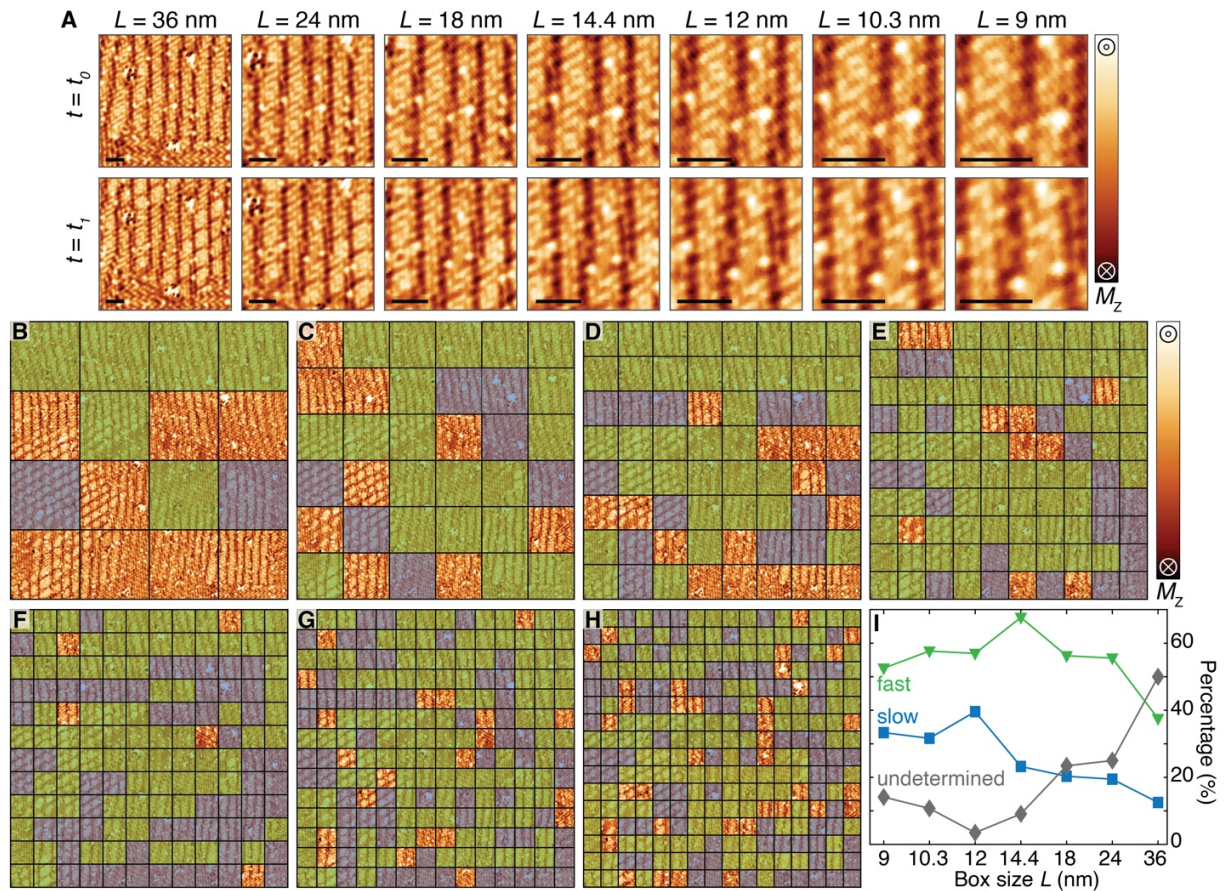 A L = 36 nm L = 24 nm L = 18 nm L = 14.4 nm L = 12 nm L = 10.3 nm L = 9 nm
t = t0
t = t1
MZ
B C D E
MZ
F G H I
fast
slow
undetermined
60
40
20
0
Percentage (%)
9 10.3 12 14.4 18 24 36
Box size L (nm)